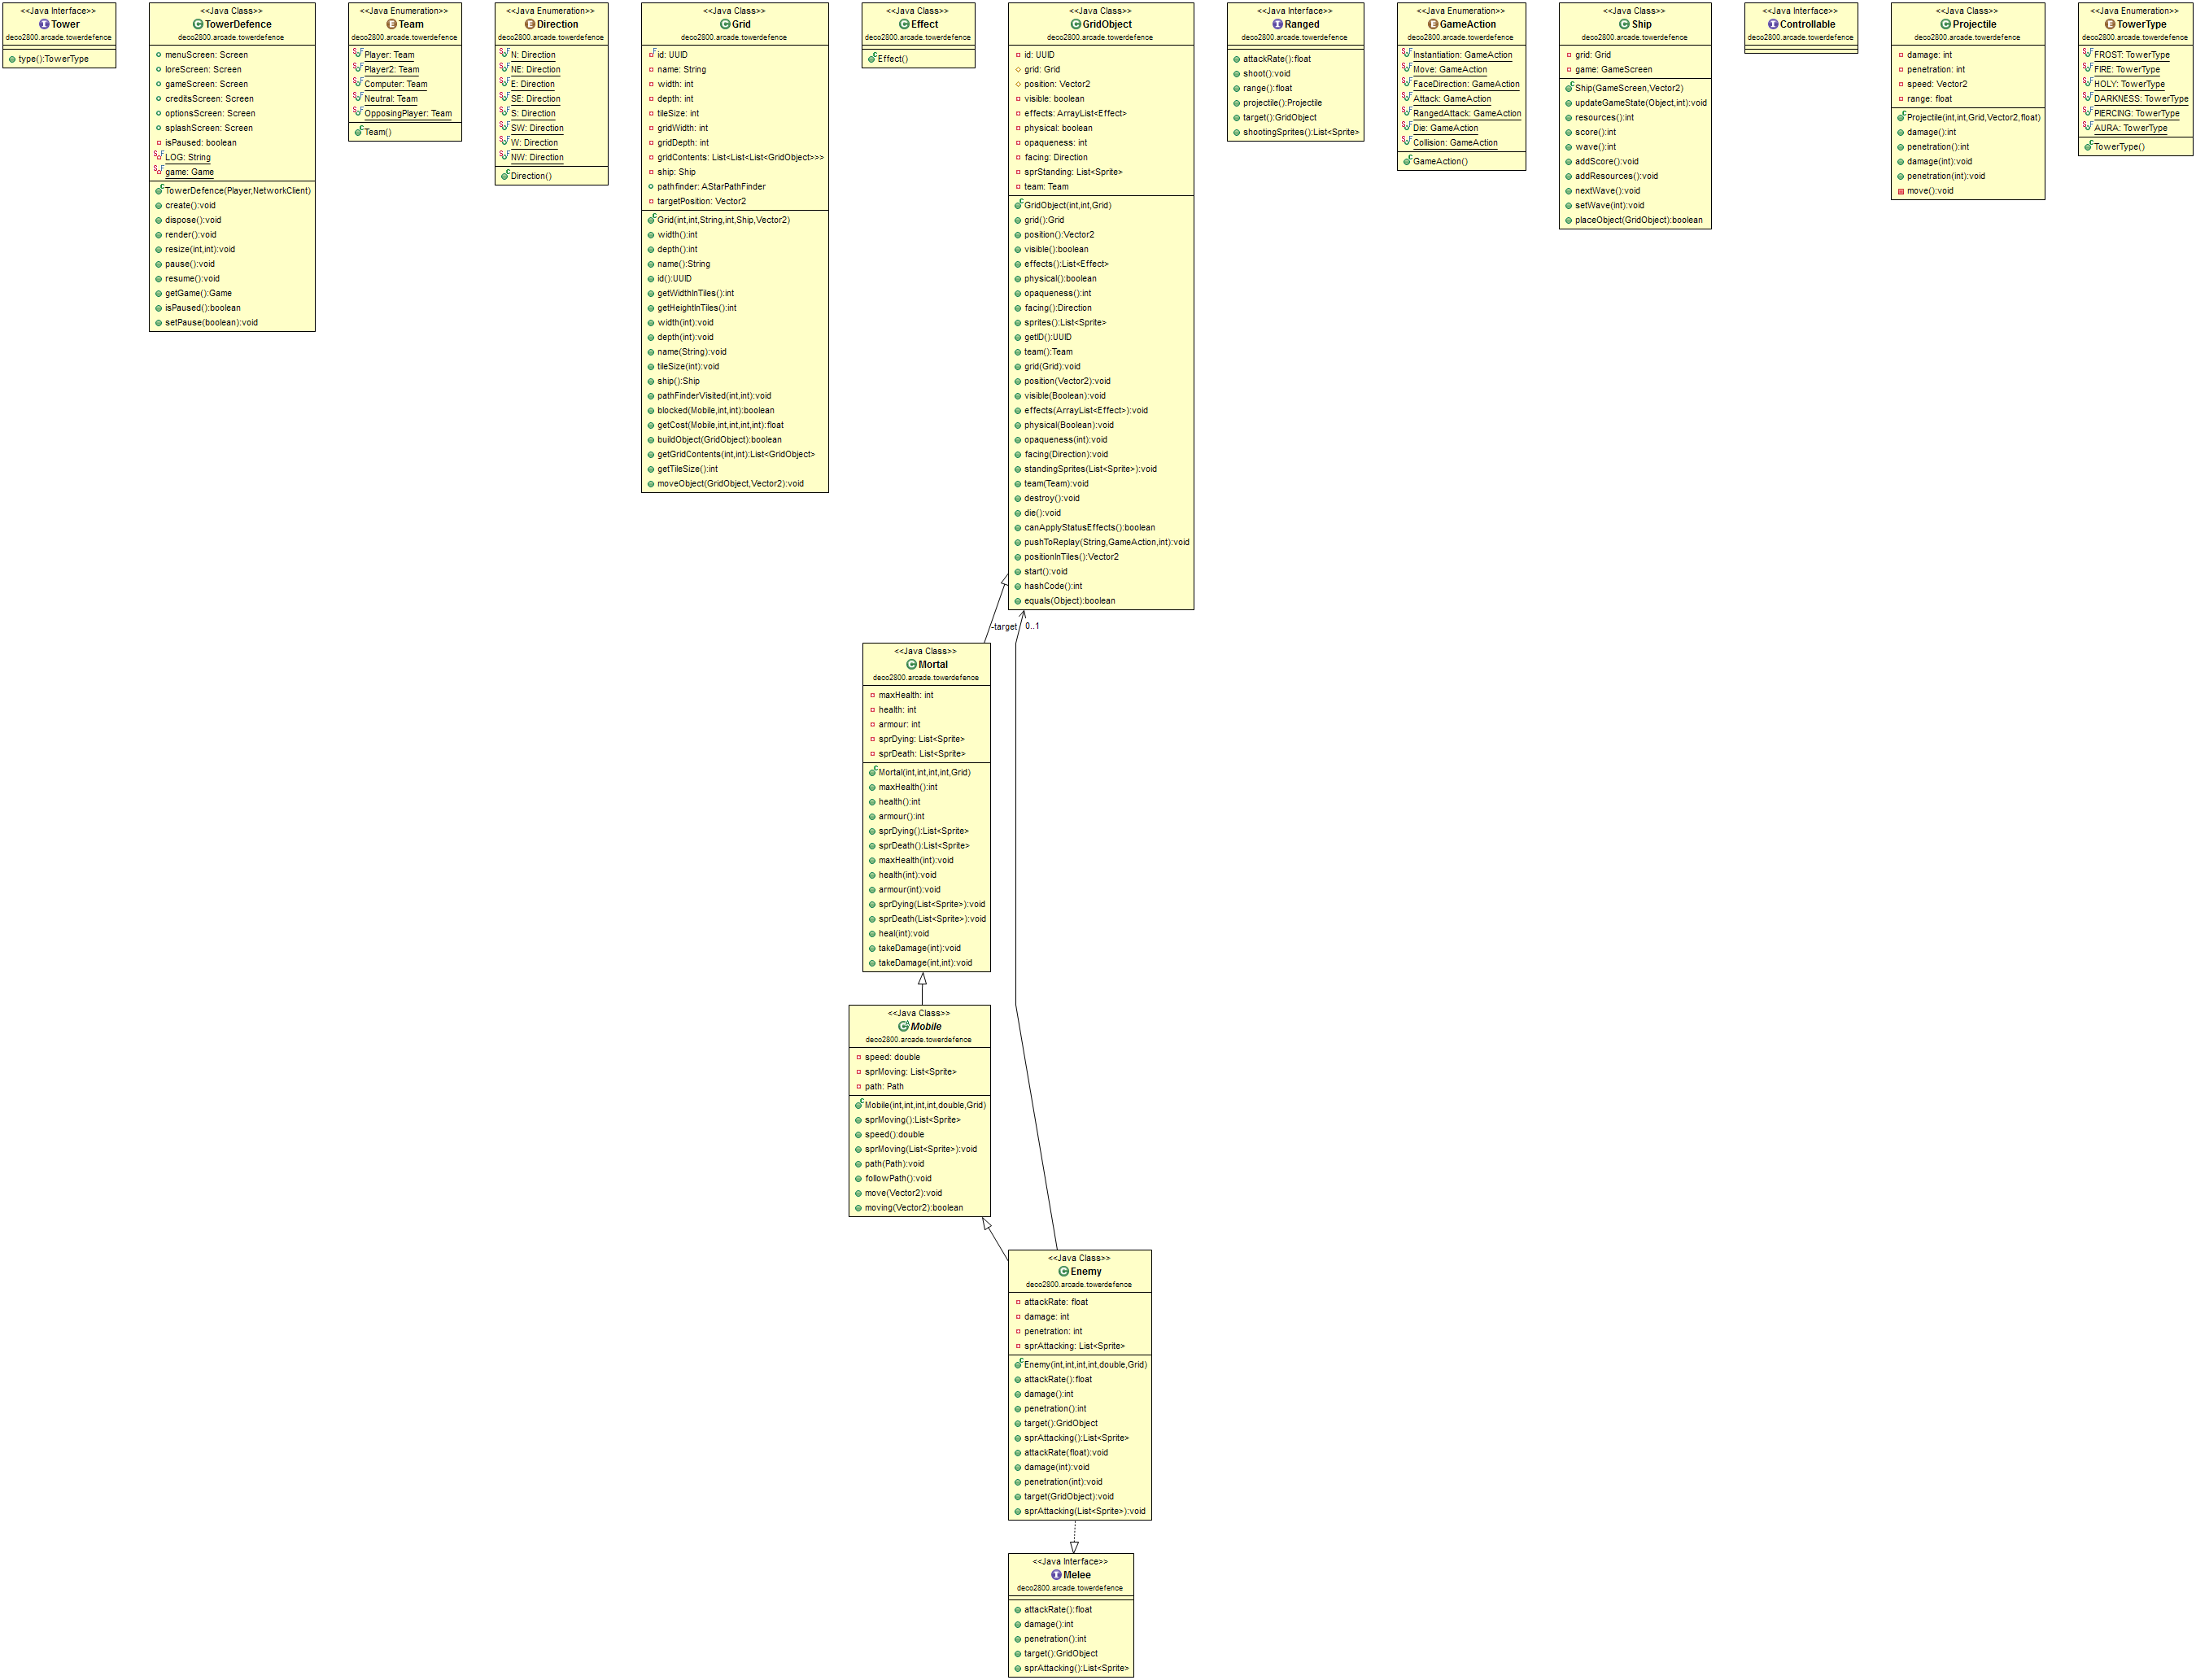 <<Java Interface>>
Tower
deco2800.arcade.towerdefence
type():TowerType
<<Java Class>>
TowerDefence
deco2800.arcade.towerdefence
menuScreen: Screen
loreScreen: Screen
gameScreen: Screen
creditsScreen: Screen
optionsScreen: Screen
splashScreen: Screen
isPaused: boolean
LOG: String
game: Game
TowerDefence(Player,NetworkClient)
create():void
dispose():void
render():void
resize(int,int):void
pause():void
resume():void
getGame():Game
isPaused():boolean
setPause(boolean):void
<<Java Enumeration>>
Team
deco2800.arcade.towerdefence
Player: Team
Player2: Team
Computer: Team
Neutral: Team
OpposingPlayer: Team
Team()
<<Java Enumeration>>
Direction
deco2800.arcade.towerdefence
N: Direction
NE: Direction
E: Direction
SE: Direction
S: Direction
SW: Direction
W: Direction
NW: Direction
Direction()
<<Java Class>>
Grid
deco2800.arcade.towerdefence
id: UUID
name: String
width: int
depth: int
tileSize: int
gridWidth: int
gridDepth: int
gridContents: List<List<List<GridObject>>>
ship: Ship
pathfinder: AStarPathFinder
targetPosition: Vector2
Grid(int,int,String,int,Ship,Vector2)
width():int
depth():int
name():String
id():UUID
getWidthInTiles():int
getHeightInTiles():int
width(int):void
depth(int):void
name(String):void
tileSize(int):void
ship():Ship
pathFinderVisited(int,int):void
blocked(Mobile,int,int):boolean
getCost(Mobile,int,int,int,int):float
buildObject(GridObject):boolean
getGridContents(int,int):List<GridObject>
getTileSize():int
moveObject(GridObject,Vector2):void
<<Java Class>>
Effect
deco2800.arcade.towerdefence
Effect()
<<Java Class>>
GridObject
deco2800.arcade.towerdefence
id: UUID
grid: Grid
position: Vector2
visible: boolean
effects: ArrayList<Effect>
physical: boolean
opaqueness: int
facing: Direction
sprStanding: List<Sprite>
team: Team
GridObject(int,int,Grid)
grid():Grid
position():Vector2
visible():boolean
effects():List<Effect>
physical():boolean
opaqueness():int
facing():Direction
sprites():List<Sprite>
getID():UUID
team():Team
grid(Grid):void
position(Vector2):void
visible(Boolean):void
effects(ArrayList<Effect>):void
physical(Boolean):void
opaqueness(int):void
facing(Direction):void
standingSprites(List<Sprite>):void
team(Team):void
destroy():void
die():void
canApplyStatusEffects():boolean
pushToReplay(String,GameAction,int):void
positionInTiles():Vector2
start():void
hashCode():int
equals(Object):boolean
<<Java Interface>>
Ranged
deco2800.arcade.towerdefence
attackRate():float
shoot():void
range():float
projectile():Projectile
target():GridObject
shootingSprites():List<Sprite>
<<Java Enumeration>>
GameAction
deco2800.arcade.towerdefence
Instantiation: GameAction
Move: GameAction
FaceDirection: GameAction
Attack: GameAction
RangedAttack: GameAction
Die: GameAction
Collision: GameAction
GameAction()
<<Java Class>>
Ship
deco2800.arcade.towerdefence
grid: Grid
game: GameScreen
Ship(GameScreen,Vector2)
updateGameState(Object,int):void
resources():int
score():int
wave():int
addScore():void
addResources():void
nextWave():void
setWave(int):void
placeObject(GridObject):boolean
<<Java Interface>>
Controllable
deco2800.arcade.towerdefence
<<Java Class>>
Projectile
deco2800.arcade.towerdefence
damage: int
penetration: int
speed: Vector2
range: float
Projectile(int,int,Grid,Vector2,float)
damage():int
penetration():int
damage(int):void
penetration(int):void
move():void
<<Java Enumeration>>
TowerType
deco2800.arcade.towerdefence
FROST: TowerType
FIRE: TowerType
HOLY: TowerType
DARKNESS: TowerType
PIERCING: TowerType
AURA: TowerType
TowerType()
-target 0..1
<<Java Class>>
Mortal
deco2800.arcade.towerdefence
maxHealth: int
health: int
armour: int
sprDying: List<Sprite>
sprDeath: List<Sprite>
Mortal(int,int,int,int,Grid)
maxHealth():int
health():int
armour():int
sprDying():List<Sprite>
sprDeath():List<Sprite>
maxHealth(int):void
health(int):void
armour(int):void
sprDying(List<Sprite>):void
sprDeath(List<Sprite>):void
heal(int):void
takeDamage(int):void
takeDamage(int,int):void
<<Java Class>>
Mobile
deco2800.arcade.towerdefence
speed: double
sprMoving: List<Sprite>
path: Path
Mobile(int,int,int,int,double,Grid)
sprMoving():List<Sprite>
speed():double
sprMoving(List<Sprite>):void
path(Path):void
followPath():void
move(Vector2):void
moving(Vector2):boolean
<<Java Class>>
Enemy
deco2800.arcade.towerdefence
attackRate: float
damage: int
penetration: int
sprAttacking: List<Sprite>
Enemy(int,int,int,int,double,Grid)
attackRate():float
damage():int
penetration():int
target():GridObject
sprAttacking():List<Sprite>
attackRate(float):void
damage(int):void
penetration(int):void
target(GridObject):void
sprAttacking(List<Sprite>):void
<<Java Interface>>
Melee
deco2800.arcade.towerdefence
attackRate():float
damage():int
penetration():int
target():GridObject
sprAttacking():List<Sprite>